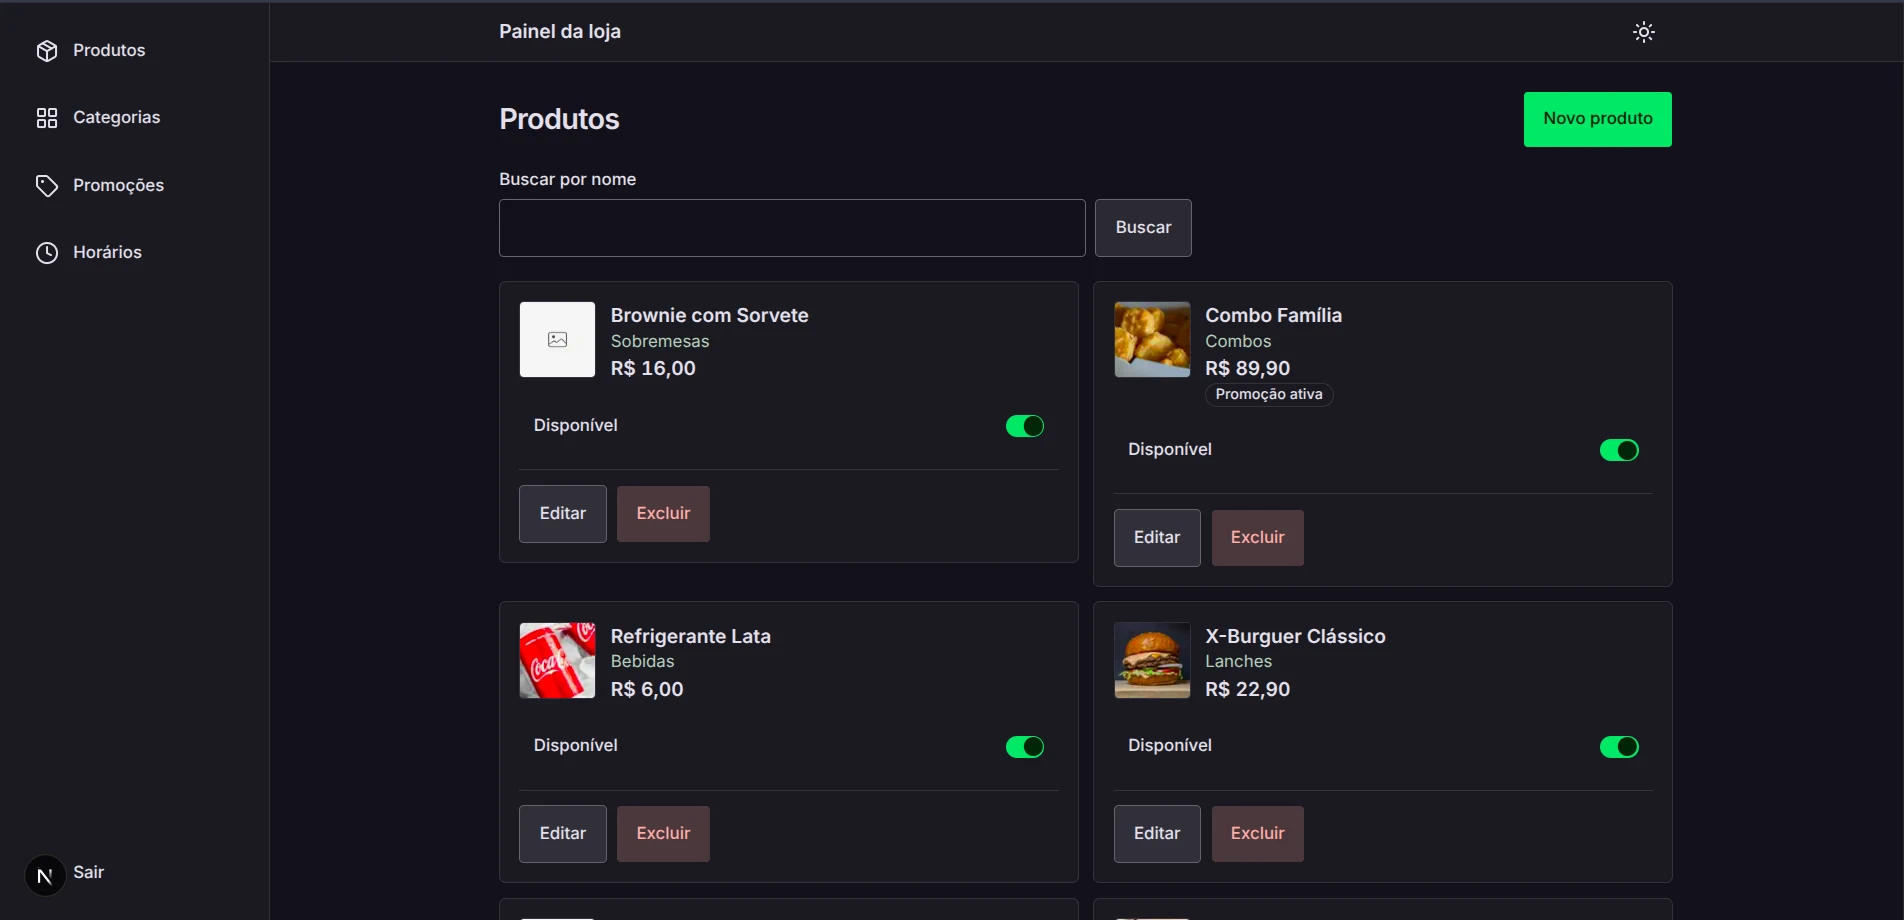 Produtos
Categorias
Promoções
Horários
N
Sair
Painel da loja
Produtos
Novo produto
Buscar por nome
Buscar
Brownie com Sorvete
Sobremesas
R$ 16,00
Disponível
Editar
Excluir
Combo Família
Combos
R$ 89,90
Promoção ativa
Disponível
Editar
Excluir
Coca
Refrigerante Lata
Bebidas
R$ 6,00
Disponível
Editar
Excluir
X-Burguer Clássico
Lanches
R$ 22,90
Disponível
Editar
Excluir